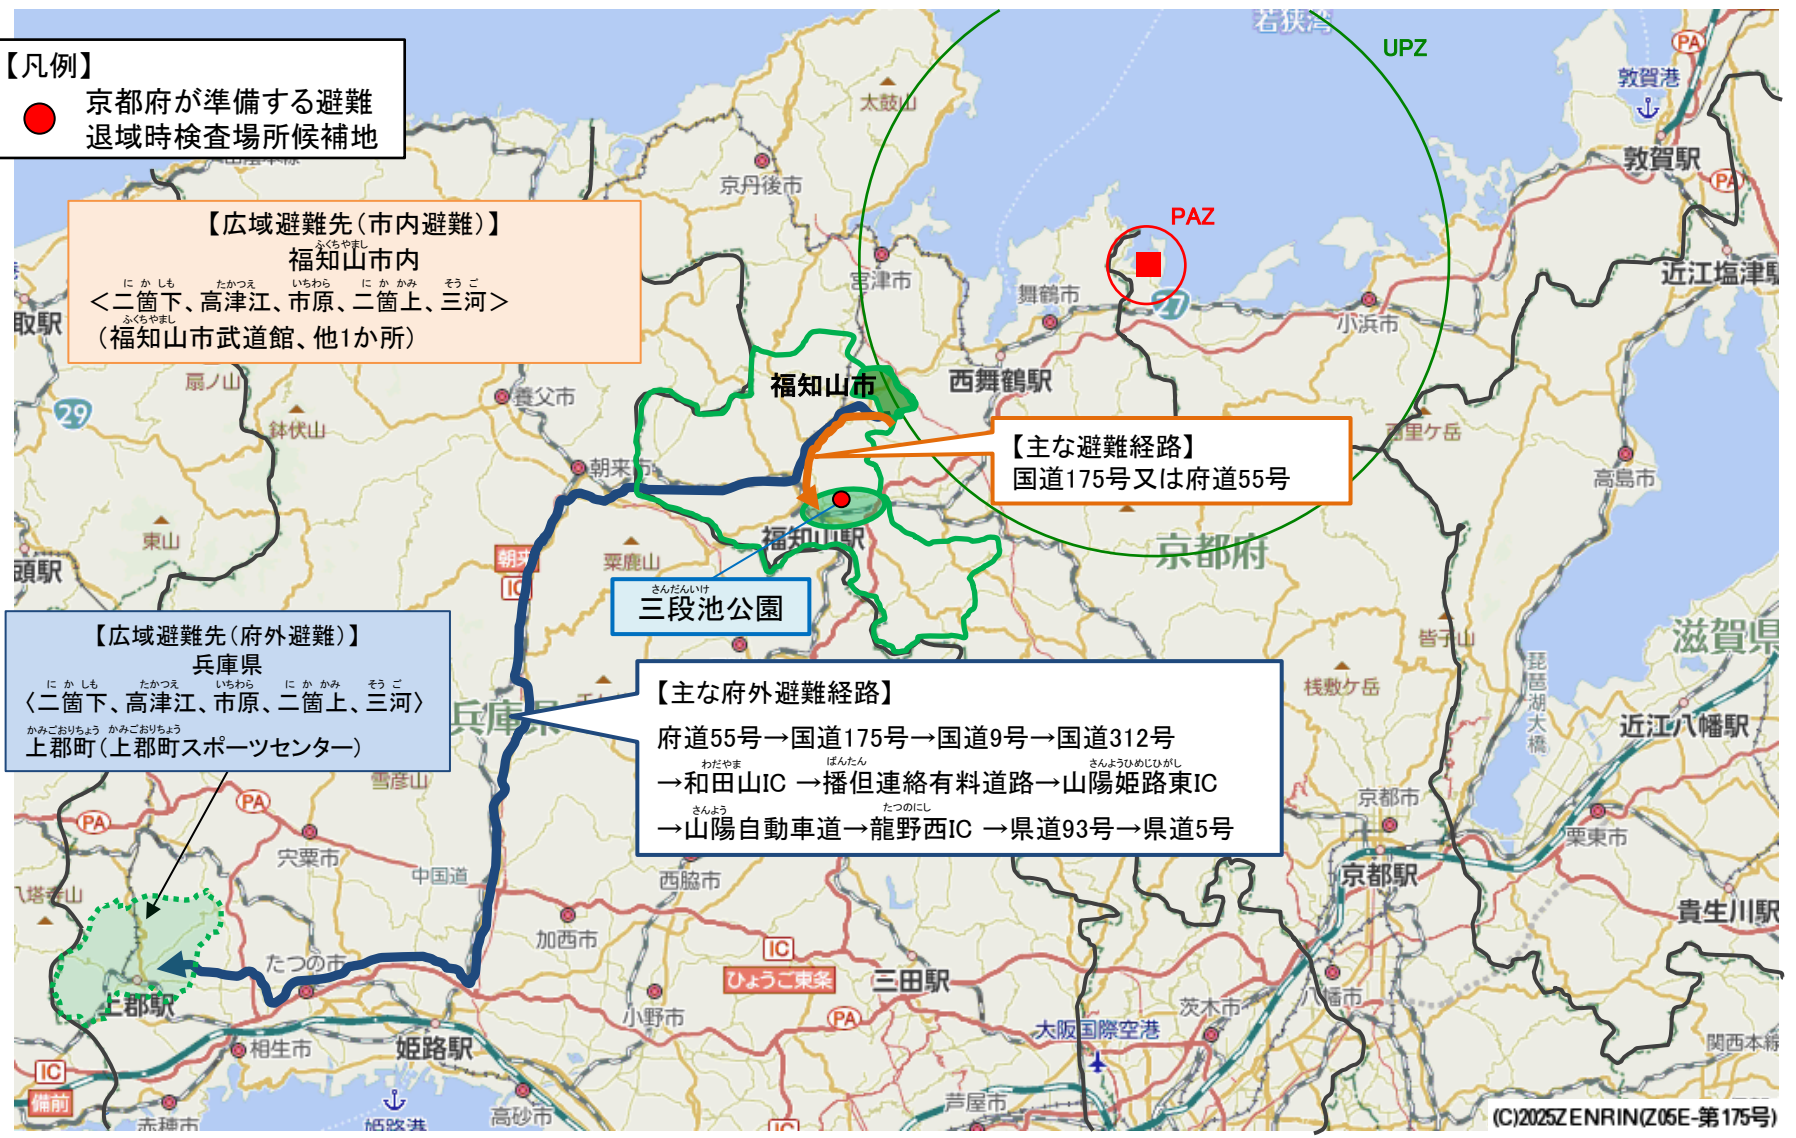 【凡例】
京都府が準備する避難
退域時検査場所候補地
UPZ
PAZ
若狭湾
敦賀港
敦賀駅
PA
PA
太鼓山
京丹後市
宮津市
舞鶴市
27
小浜市
近江塩津駅
【広域避難先(市内避難)】
ふくちやまし
福知山市内
にかしも たかつえ いちわら にかかみ そうご
<二箇下、高津江、市原、二箇上、三河>
ふくちやまし
(福知山市武道館、他1か所)
取駅
扇ノ山
29
鉢伏山
養父市
福知山市
西舞鶴駅
【主な避難経路】
国道175号又は府道55号
百里ケ岳
高島市
朝来市
東山
頭駅
朝来
IC
粟鹿山
福知山駅
京都府
さんだんいけ
三段池公園
皆子山
滋賀県
【広域避難先(府外避難)】
兵庫県
にかしも たかつえ いちわら にかかみ そうご
〈二箇下、高津江、市原、二箇上、三河〉
かみごおりちょう かみごおりちょう
上郡町(上郡町スポーツセンター)
兵庫県
【主な府外避難経路】
府道55号→国道175号→国道9号→国道312号
わだやま ばんたん さんようひめじひがし
→和田山IC →播但連絡有料道路→山陽姫路東IC
さんよう たつのにし
→山陽自動車道→龍野西IC →県道93号→県道5号
桟敷ケ岳
琵琶湖大橋
近江八幡駅
雪彦山
PA
PA
宍粟市
中国道
西脇市
京都市
京都駅
栗東市
貴生川駅
加西市
IC
ひょうご東条
三田駅
たつの市
上郡駅
小野市
PA
茨木市
八幡市
大阪国際空港
関西本線
相生市
姫路駅
IC
備前
赤穂市
姫路港
高砂市
芦屋市
IC
(C)2025ZENRIN(Z05E-第175号)